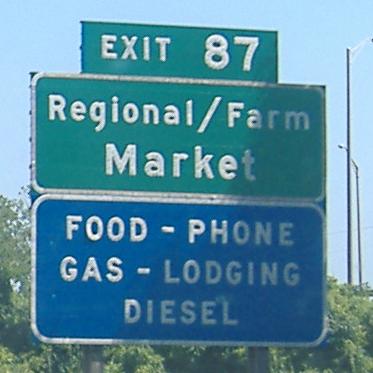 EXIT 87
Regional/Farm
Market
FOOD - PHONE
GAS - LODGING
DIESEL